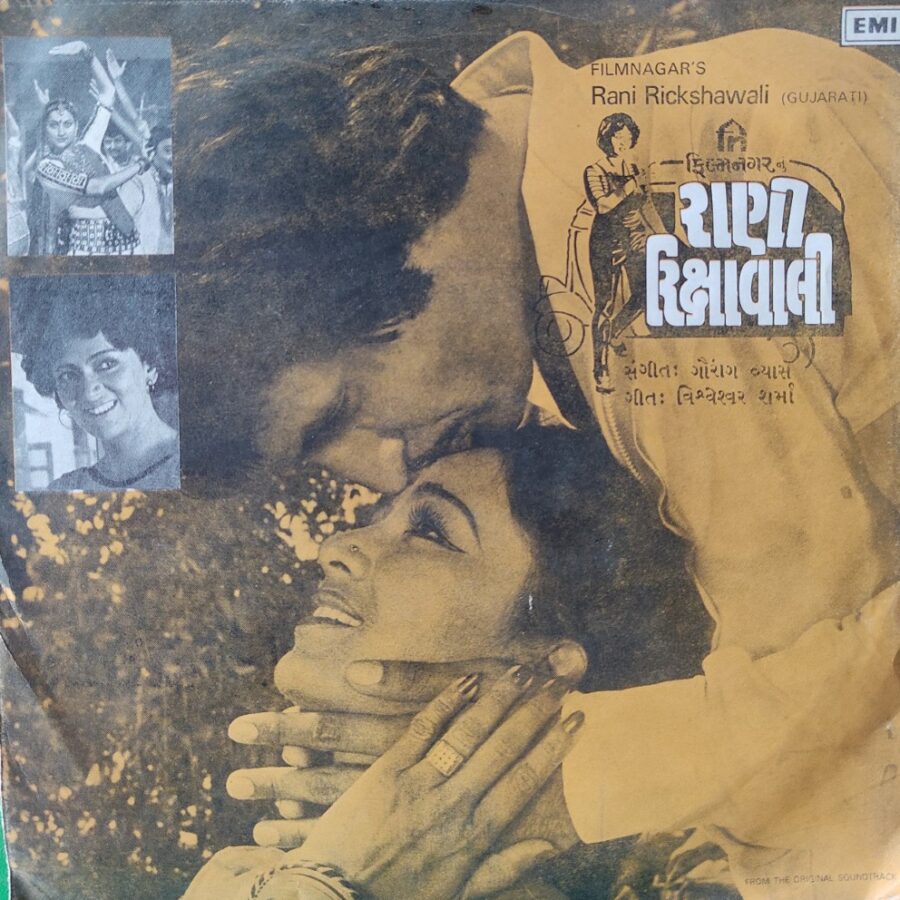 EMI
FILMNAGAR'S
Rani Rickshawali (GUJARATI)
ફિલ્મનગર નું
રાણી
રિક્ષાવાલી
સંગીતઃ ગૌરાંગ વ્યાસ
ગીતઃ વિશ્વેશ્વર શર્મા
FROM THE ORIGINAL SOUNDTRACK